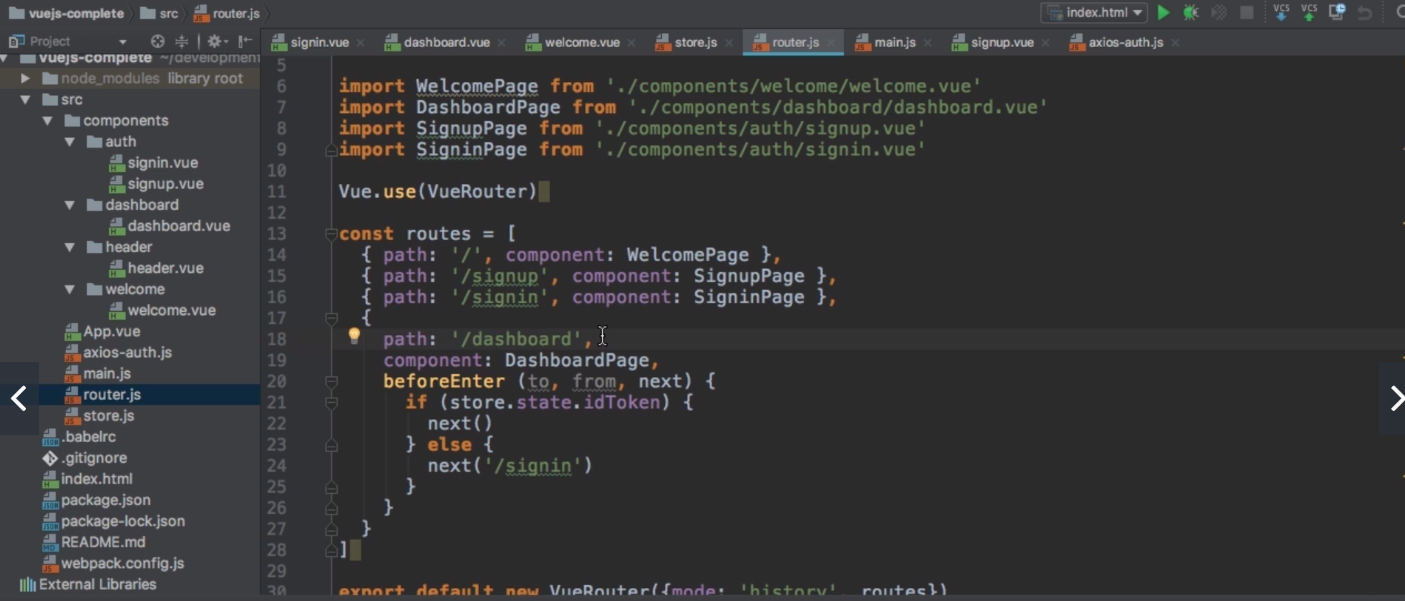 vuejs-complete src router.js index.html VCS VCS
Project signin.vue dashboard.vue welcome.vue store.js router.js main.js signup.vue axios-auth.js
vuejs-complete ~/development
node_modules library root
src
components
auth
signin.vue
signup.vue
dashboard
dashboard.vue
header
header.vue
welcome
welcome.vue
App.vue
axios-auth.js
main.js
router.js
store.js
.babelrc
.gitignore
index.html
package.json
package-lock.json
README.md
webpack.config.js
External Libraries
5
6 import WelcomePage from './components/welcome/welcome.vue'
7 import DashboardPage from './components/dashboard/dashboard.vue'
8 import SignupPage from './components/auth/signup.vue'
9 import SigninPage from './components/auth/signin.vue'
10
11 Vue.use(VueRouter)
12
13 const routes = [
14 { path: '/', component: WelcomePage },
15 { path: '/signup', component: SignupPage },
16 { path: '/signin', component: SigninPage },
17 {
18 path: '/dashboard',
19 component: DashboardPage,
20 beforeEnter (to, from, next) {
21 if (store.state.idToken) {
22 next()
23 } else {
24 next('/signin')
25 }
26 }
27 }
28 ]
29
30 export default new VueRouter({mode: 'history', routes})